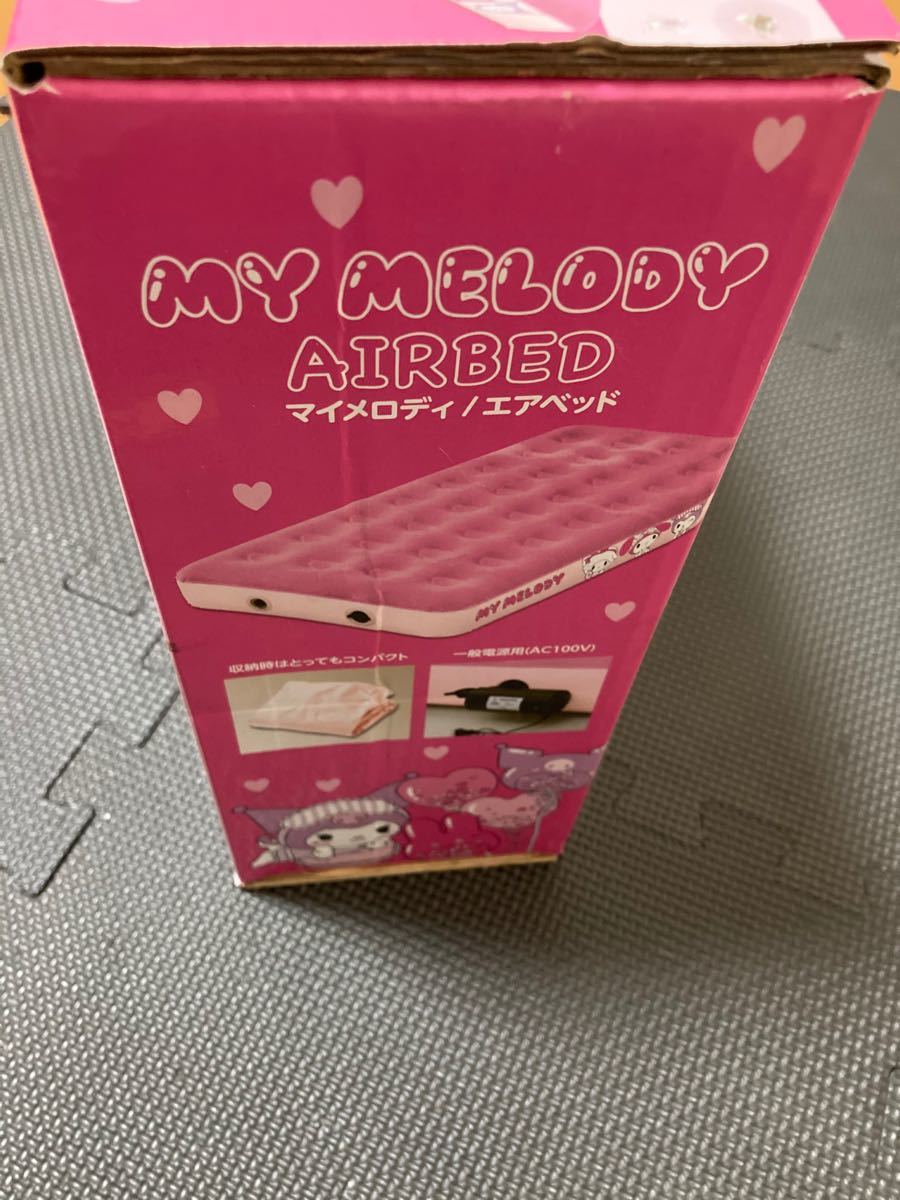 MY MELODY
AIRBED
マイメロディ/エアベッド
MY MELODY
収納時はとってもコンパクト
一般電源用(AC100V)